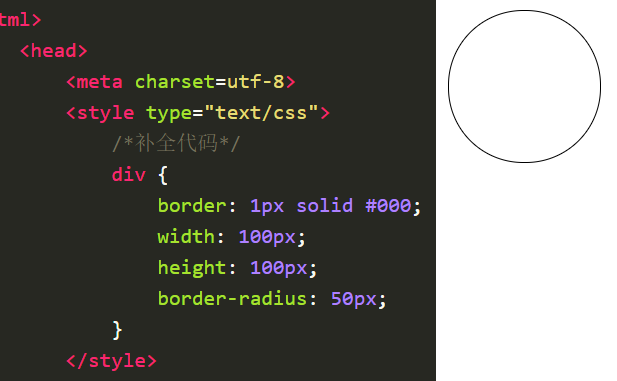 tml>
<head>
<meta charset=utf-8>
<style type="text/css">
/*补全代码*/
div {
border: 1px solid #000;
width: 100px;
height: 100px;
border-radius: 50px;
}
</style>